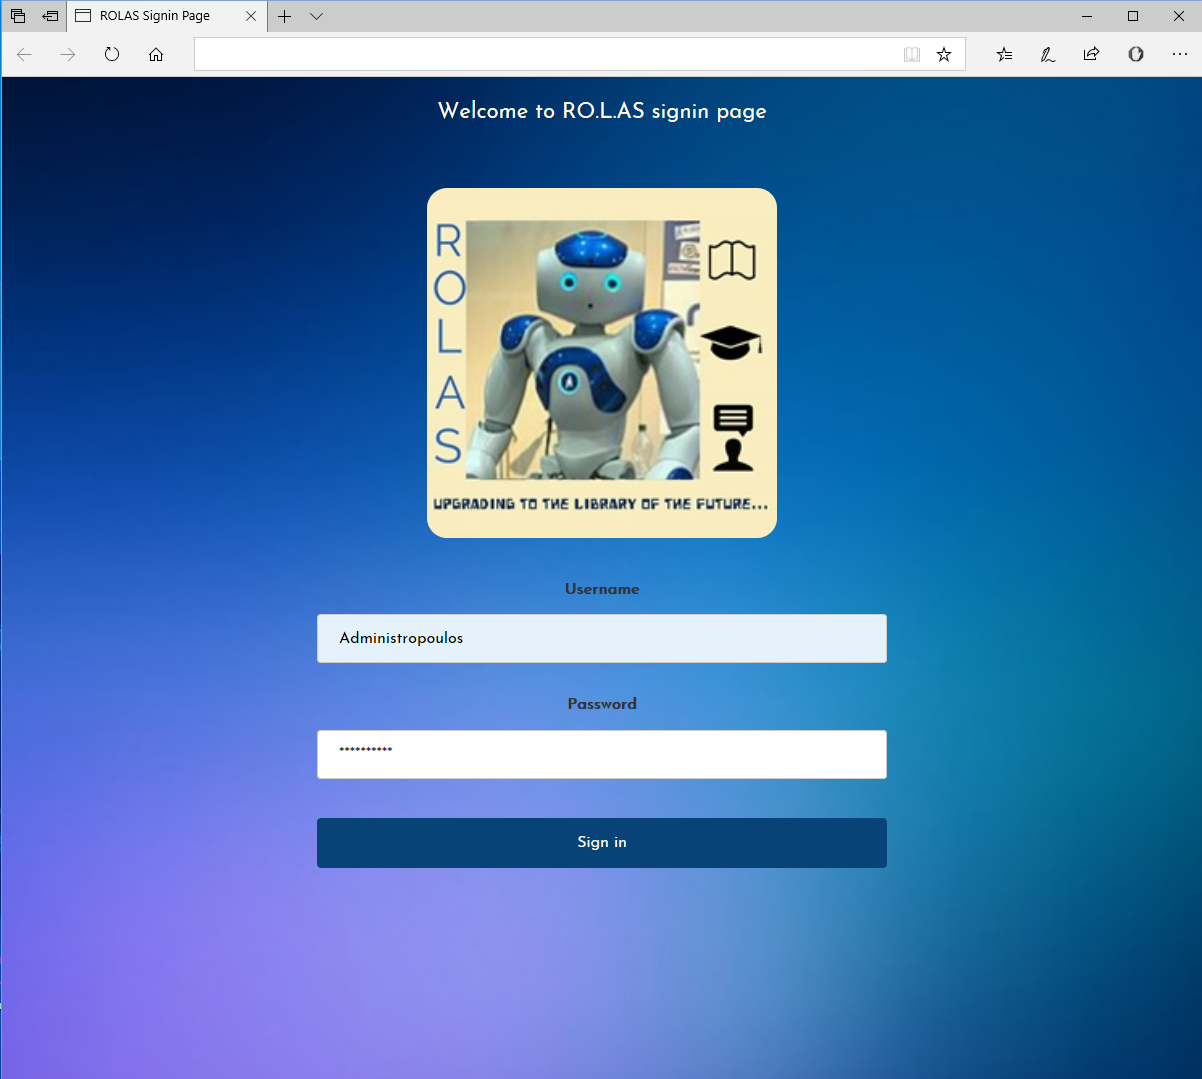 ROLAS Signin Page
Welcome to RO.L.AS signin page
R
O
L
A
S
UPGRADING TO THE LIBRARY OF THE FUTURE...
Username
Administropoulos
Password
**********
Sign in